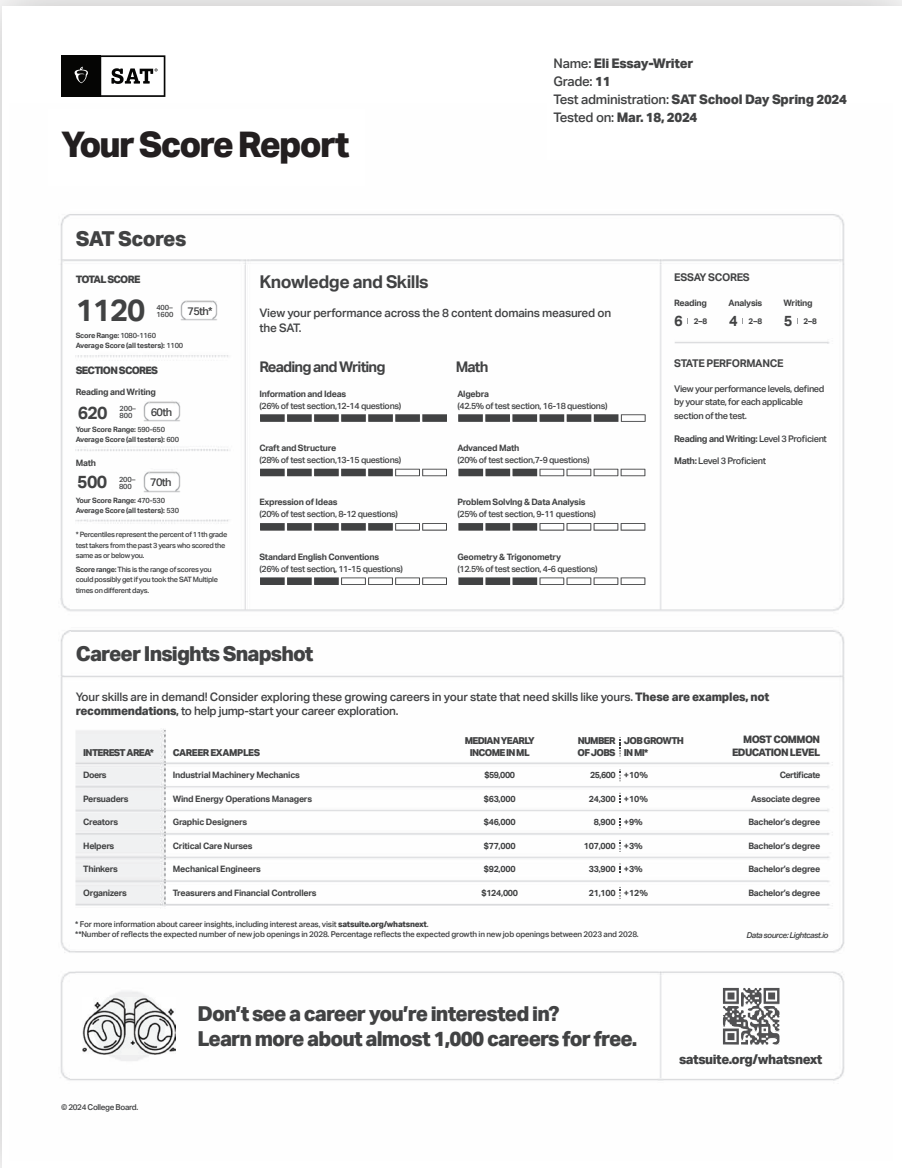 SAT®
Name: Eli Essay-Writer
Grade: 11
Test administration: SAT School Day Spring 2024
Tested on: Mar. 18, 2024
Your Score Report
SAT Scores
TOTAL SCORE
1120 400–1600 75th*
Score Range: 1080-1160
Average Score (all testers): 1100
SECTION SCORES
Reading and Writing
620 200–800 60th
Your Score Range: 590-650
Average Score (all testers): 600
Math
500 200–800 70th
Your Score Range: 470-530
Average Score (all testers): 530
* Percentiles represent the percent of 11th grade
test takers from the past 3 years who scored the
same as or below you.
Score range: This is the range of scores you
could possibly get if you took the SAT Multiple
times on different days.
Knowledge and Skills
View your performance across the 8 content domains measured on
the SAT.
Reading and Writing
Information and Ideas
(26% of test section,12-14 questions)
Craft and Structure
(28% of test section,13-15 questions)
Expression of Ideas
(20% of test section, 8-12 questions)
Standard English Conventions
(26% of test section, 11-15 questions)
Math
Algebra
(42.5% of test section, 16-18 questions)
Advanced Math
(20% of test section,7-9 questions)
Problem Solving & Data Analysis
(25% of test section, 9-11 questions)
Geometry & Trigonometry
(12.5% of test section, 4-6 questions)
ESSAY SCORES
Reading Analysis Writing
6 | 2–8 4 | 2–8 5 | 2–8
STATE PERFORMANCE
View your performance levels, defined
by your state, for each applicable
section of the test.
Reading and Writing: Level 3 Proficient
Math: Level 3 Proficient
Career Insights Snapshot
Your skills are in demand! Consider exploring these growing careers in your state that need skills like yours. These are examples, not
recommendations, to help jump-start your career exploration.
INTEREST AREA* CAREER EXAMPLES MEDIAN YEARLY INCOME IN ML NUMBER OF JOBS JOB GROWTH IN MI* MOST COMMON EDUCATION LEVEL
Doers Industrial Machinery Mechanics $59,000 25,600 +10% Certificate
Persuaders Wind Energy Operations Managers $63,000 24,300 +10% Associate degree
Creators Graphic Designers $46,000 8,900 +9% Bachelor's degree
Helpers Critical Care Nurses $77,000 107,000 +3% Bachelor's degree
Thinkers Mechanical Engineers $92,000 33,900 +3% Bachelor's degree
Organizers Treasurers and Financial Controllers $124,000 21,100 +12% Bachelor's degree
* For more information about career insights, including interest areas, visit satsuite.org/whatsnext.
**Number of reflects the expected number of new job openings in 2028. Percentage reflects the expected growth in new job openings between 2023 and 2028.
Data source: Lightcast.io
Don't see a career you're interested in?
Learn more about almost 1,000 careers for free.
satsuite.org/whatsnext
© 2024 College Board.